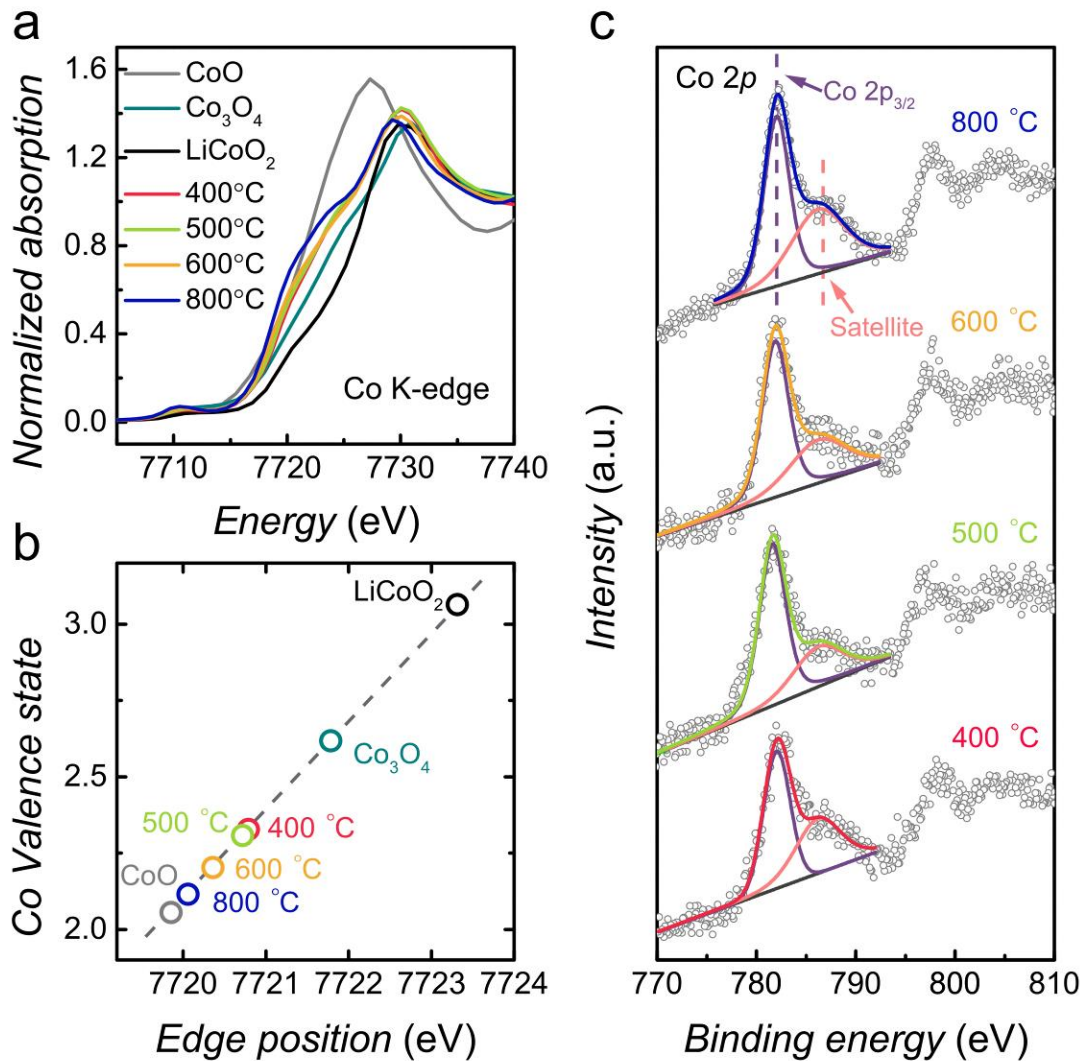 a
1.6
1.2
0.8
0.4
0.0
Normalized absorption
CoO
Co₃O₄
LiCoO₂
400°C
500°C
600°C
800°C
Co K-edge
7710
7720
7730
7740
Energy (eV)
b
3.0
2.5
2.0
Co Valence state
LiCoO₂
Co₃O₄
500 °C
400 °C
CoO
600 °C
800 °C
7720
7721
7722
7723
7724
Edge position (eV)
c
Co 2p
Co 2p₃/₂
800 °C
Satellite
600 °C
500 °C
400 °C
Intensity (a.u.)
770
780
790
800
810
Binding energy (eV)